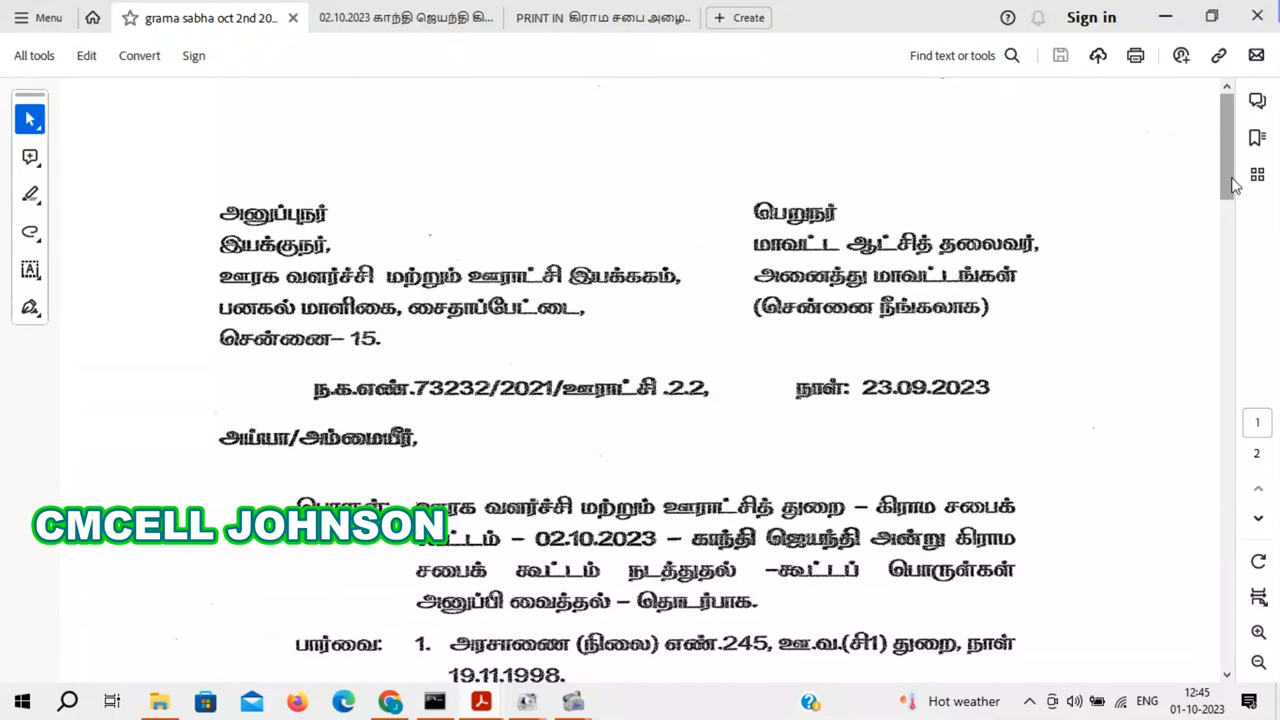 Menu
grama sabha oct 2nd 20...
02.10.2023 காந்தி ஜெயந்தி கி...
PRINT IN கிராம சபை அழை..
+ Create
Sign in
All tools Edit Convert Sign
Find text or tools
அனுப்புநர்
இயக்குநர்,
ஊரக வளர்ச்சி மற்றும் ஊராட்சி இயக்ககம்,
பனகல் மாளிகை, சைதாப்பேட்டை,
சென்னை– 15.
பெறுநர்
மாவட்ட ஆட்சித் தலைவர்,
அனைத்து மாவட்டங்கள்
(சென்னை நீங்கலாக)
ந.க.எண்.73232/2021/ஊராட்சி .2.2, நாள்: 23.09.2023
அய்யா/அம்மையீர்,
ஊரக வளர்ச்சி மற்றும் ஊராட்சித் துறை – கிராம சபைக்
– 02.10.2023 – காந்தி ஜெயந்தி அன்று கிராம
சபைக் கூட்டம் நடத்துதல் –கூட்டப் பொருள்கள்
அனுப்பி வைத்தல் – தொடர்பாக.
பார்வை: 1. அரசாணை (நிலை) எண்.245, ஊ.வ.(சி1) துறை, நாள்
19.11.1998.
CMCELL JOHNSON
1
2
Hot weather
ENG
12:45
01-10-2023